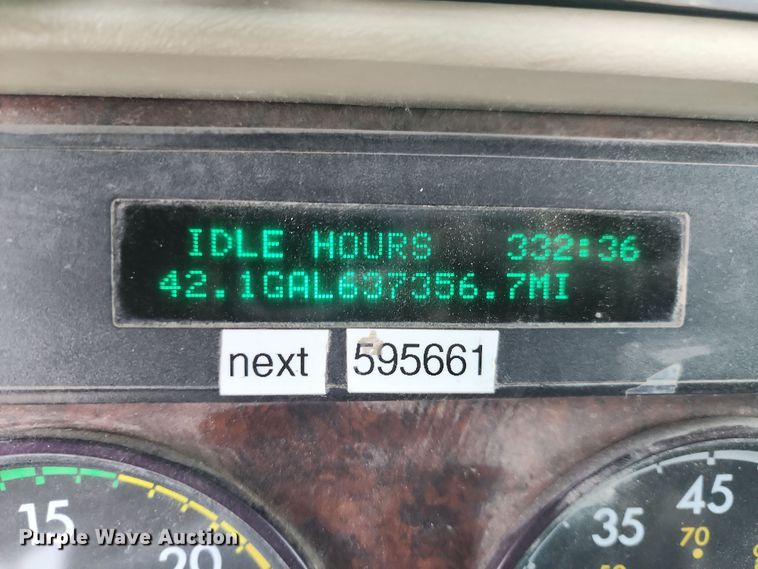 IDLE HOURS 332:36
42.1GAL637356.7MI
next 595661
15
20
35
45
70
Purple Wave Auction